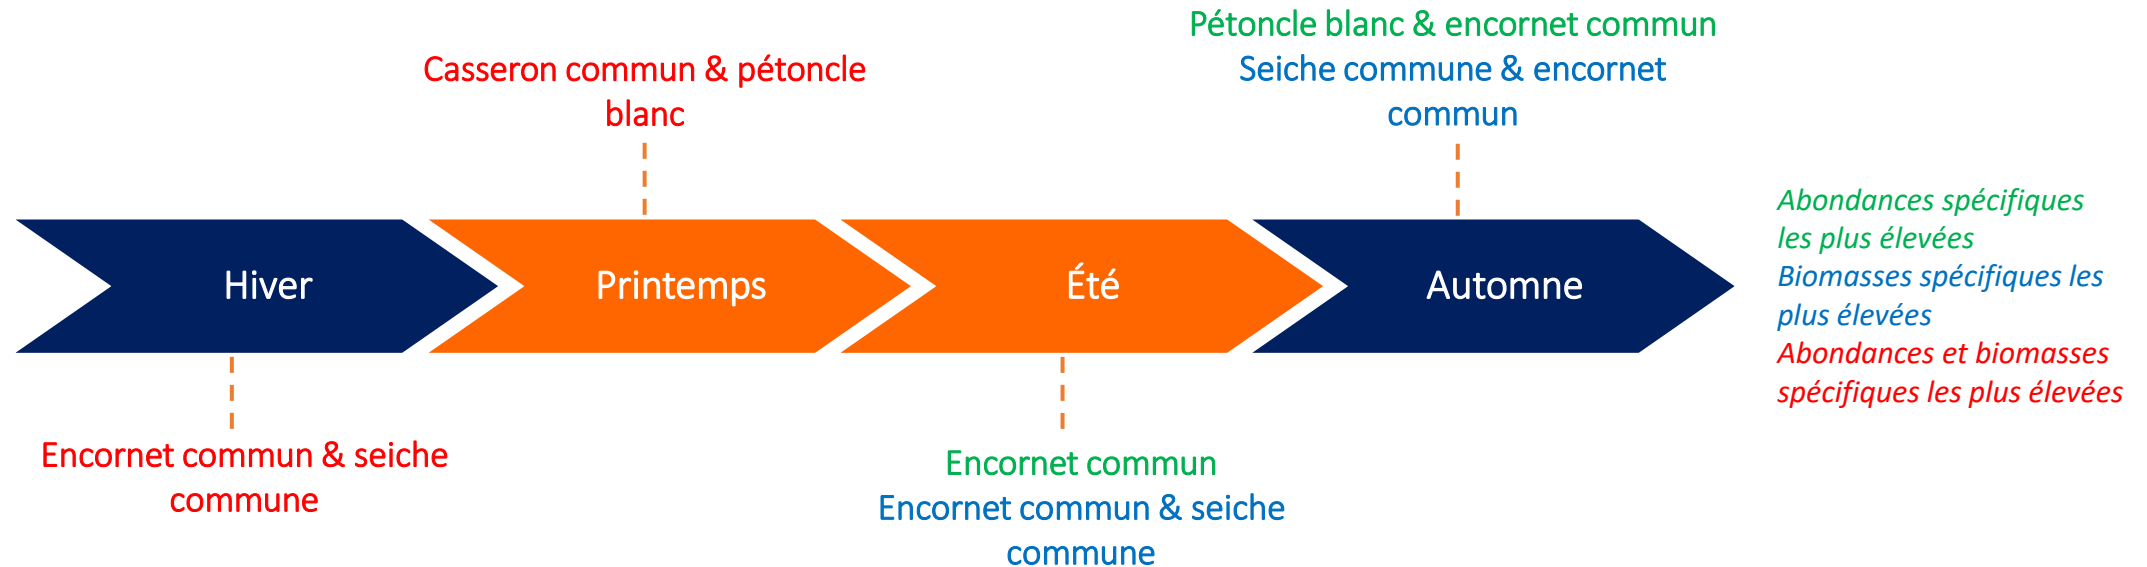 Pétoncle blanc & encornet commun
Seiche commune & encornet
commun
Casseron commun & pétoncle
blanc
Hiver
Printemps
Été
Automne
Abondances spécifiques
les plus élevées
Biomasses spécifiques les
plus élevées
Abondances et biomasses
spécifiques les plus élevées
Encornet commun & seiche
commune
Encornet commun
Encornet commun & seiche
commune